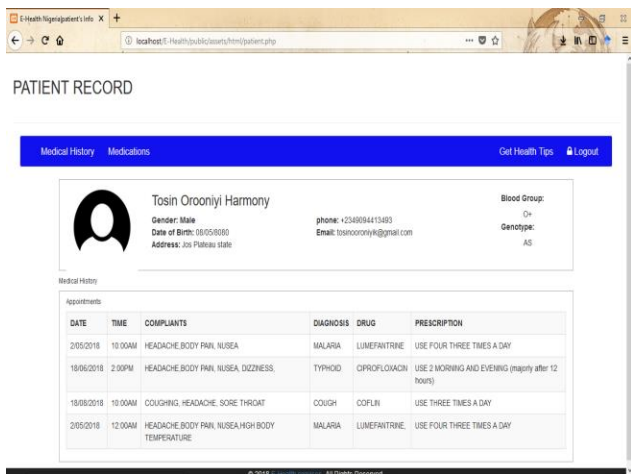 E-Health Nigeria|patient's Info X +
localhost/E-Health/public/assets/html/patient.php
PATIENT RECORD
Medical History Medications Get Health Tips Logout
Tosin Orooniyi Harmony
Gender: Male
Date of Birth: 08/05/8080
Address: Jos Plateau state
phone: +2349094413493
Email: tosinooroniyik@gmail.com
Blood Group:
O+
Genotype:
AS
Medical History
Appointments
DATE TIME COMPLIANTS DIAGNOSIS DRUG PRESCRIPTION
2/05/2018 10:00AM HEADACHE,BODY PAIN, NUSEA MALARIA LUMEFANTRINE USE FOUR THREE TIMES A DAY
18/06/2018 2:00PM HEADACHE,BODY PAIN, NUSEA, DIZZINESS, TYPHOID CIPROFLOXACIN USE 2 MORNING AND EVENING (majorly after 12
hours)
18/08/2018 10:00AM COUGHING, HEADACHE, SORE THROAT COUGH COFLIN USE THREE TIMES A DAY
2/05/2018 12:00AM HEADACHE,BODY PAIN, NUSEA,HIGH BODY MALARIA LUMEFANTRINE, USE FOUR THREE TIMES A DAY
TEMPERATURE
© 2018 E-Health All Rights Reserved